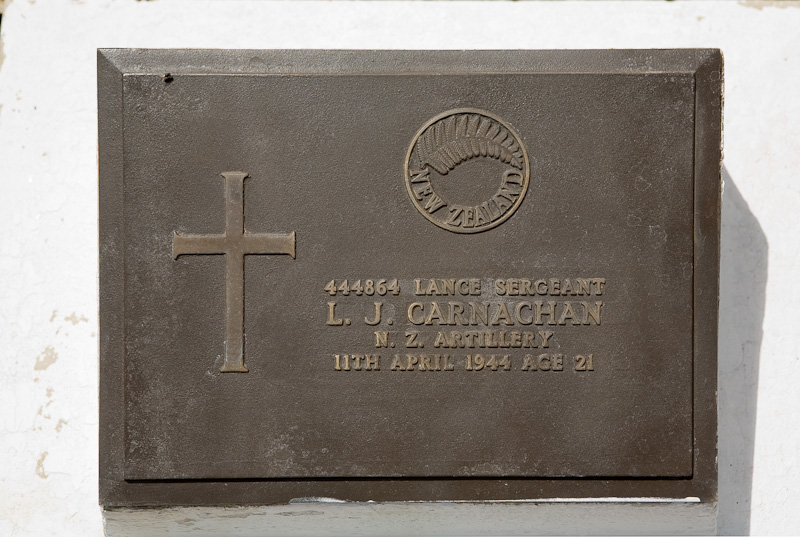 NEW ZEALAND
444864 LANCE SERGEANT
L. J. CARNACHAN
N. Z. ARTILLERY
11TH APRIL 1944 AGE 21